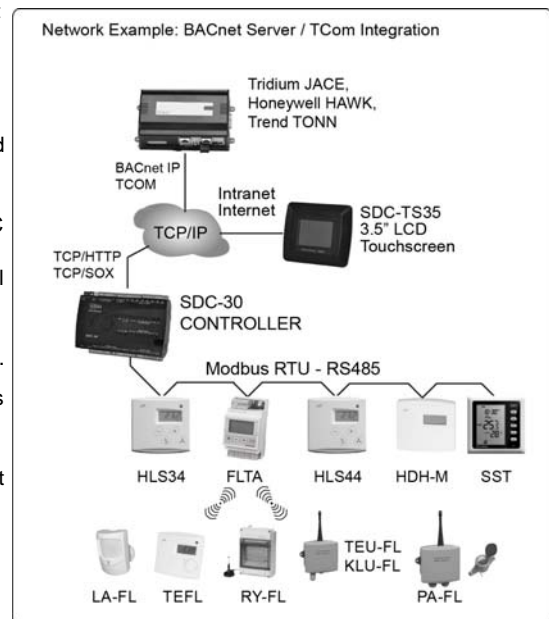 Network Example: BACnet Server / TCom Integration
Tridium JACE,
Honeywell HAWK,
Trend TONN
BACnet IP
TCOM
Intranet
Internet
TCP/IP
SDC-TS35
3.5" LCD
Touchscreen
TCP/HTTP
TCP/SOX
SDC-30
CONTROLLER
Modbus RTU - RS485
HLS34
FLTA
HLS44
HDH-M
SST
TEU-FL
KLU-FL
LA-FL
TEFL
RY-FL
PA-FL